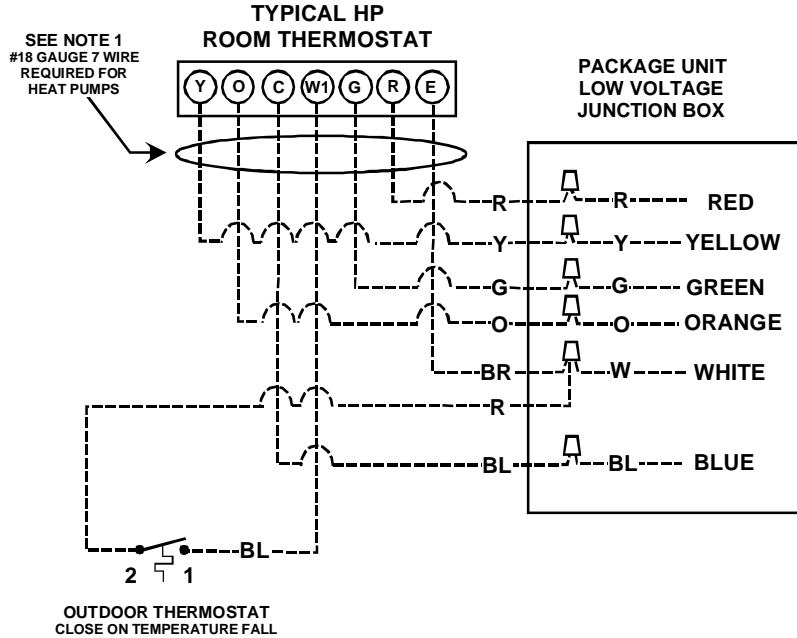 TYPICAL HP
ROOM THERMOSTAT
SEE NOTE 1
#18 GAUGE 7 WIRE
REQUIRED FOR
HEAT PUMPS
PACKAGE UNIT
LOW VOLTAGE
JUNCTION BOX
Y O C W1 G R E
R R RED
Y Y YELLOW
G G GREEN
O O ORANGE
BR W WHITE
R
BL BL BLUE
BL
2 1
OUTDOOR THERMOSTAT
CLOSE ON TEMPERATURE FALL